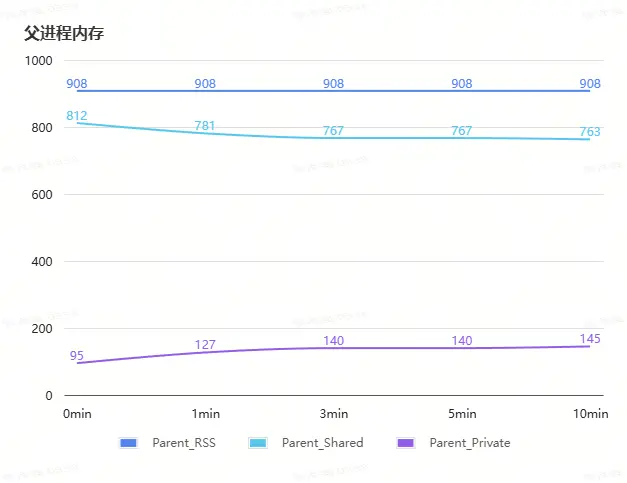 父进程内存
1000
908 908 908 908 908
812 781 767 767 763
800
600
400
200
95 127 140 140 145
0
0min 1min 3min 5min 10min
Parent_RSS Parent_Shared Parent_Private